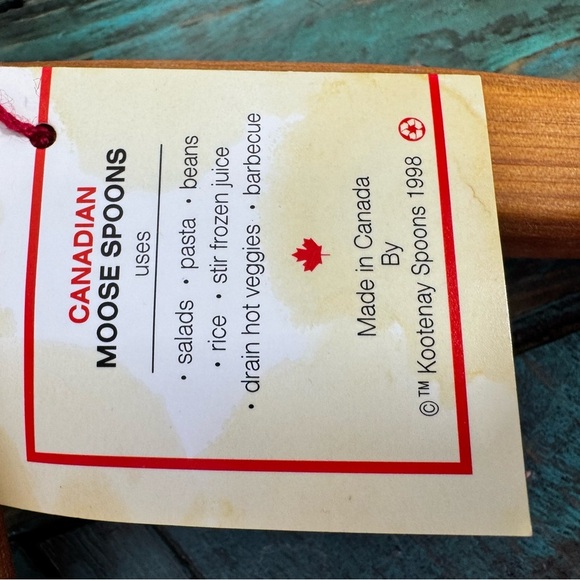 CANADIAN
MOOSE SPOONS
uses
• salads • pasta • beans
• rice • stir frozen juice
• drain hot veggies • barbecue
Made in Canada
By
©™ Kootenay Spoons 1998